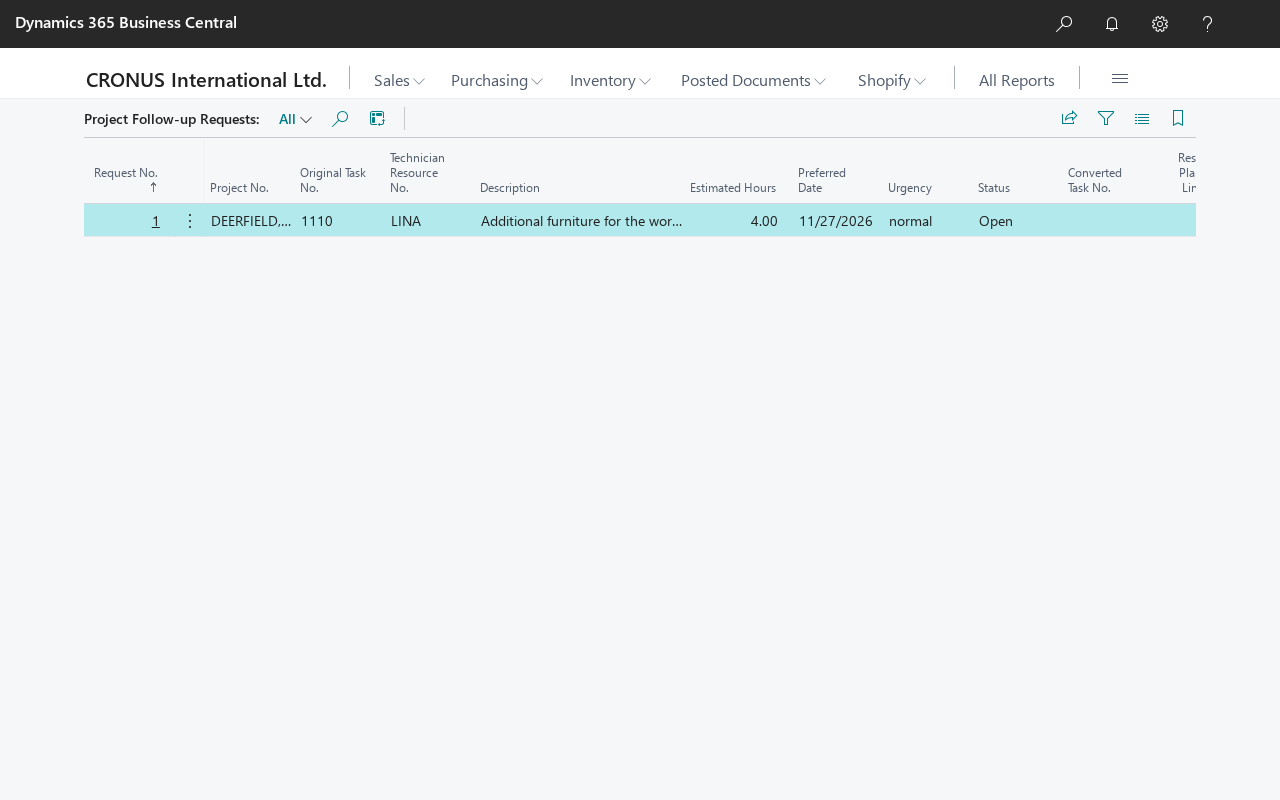 Dynamics 365 Business Central
CRONUS International Ltd.
Sales
Purchasing
Inventory
Posted Documents
Shopify
All Reports
Project Follow-up Requests:
All
Request No.
Project No.
Original Task
No.
Technician
Resource
No.
Description
Estimated Hours
Preferred
Date
Urgency
Status
Converted
Task No.
1
DEERFIELD,...
1110
LINA
Additional furniture for the wor...
4.00
11/27/2026
normal
Open